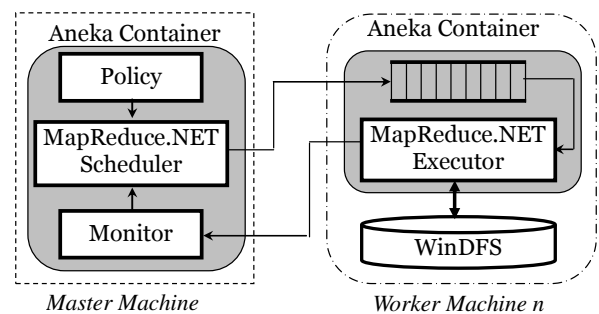 Aneka Container
Policy
MapReduce.NET
Scheduler
Monitor
Master Machine
Aneka Container
MapReduce.NET
Executor
WinDFS
Worker Machine n